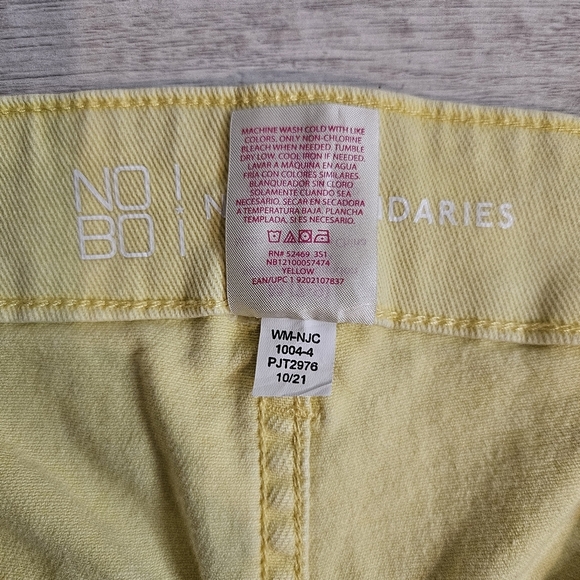 NO
BO
DARIES
MACHINE WASH COLD WITH LIKE
COLORS, ONLY NON-CHLORINE
BLEACH WHEN NEEDED. TUMBLE
DRY LOW. COOL IRON IF NEEDED.
LAVAR A MÁQUINA EN AGUA
FRÍA CON COLORES SIMILARES.
BLANQUEADOR SIN CLORO
SOLAMENTE CUANDO SEA
NECESARIO. SECAR EN SECADORA
A TEMPERATURA BAJA. PLANCHA
TEMPLADA, SI ES NECESARIO.
RN# 52469 351
NB12100057474
YELLOW
EAN/UPC 1 9202107837
WM-NJC
1004-4
PJT2976
10/21